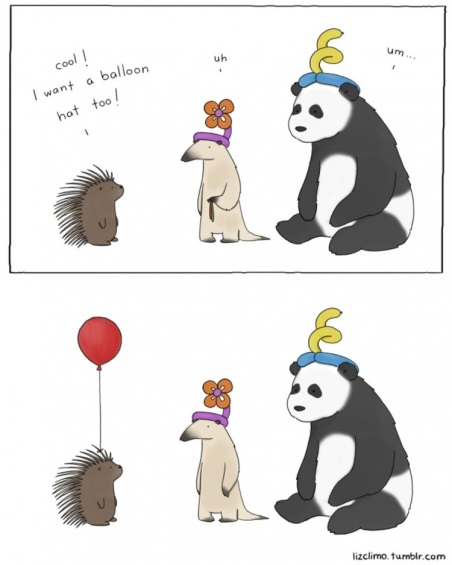 cool!
I want a balloon
hat too!
uh
um...
lizclimo.tumblr.com